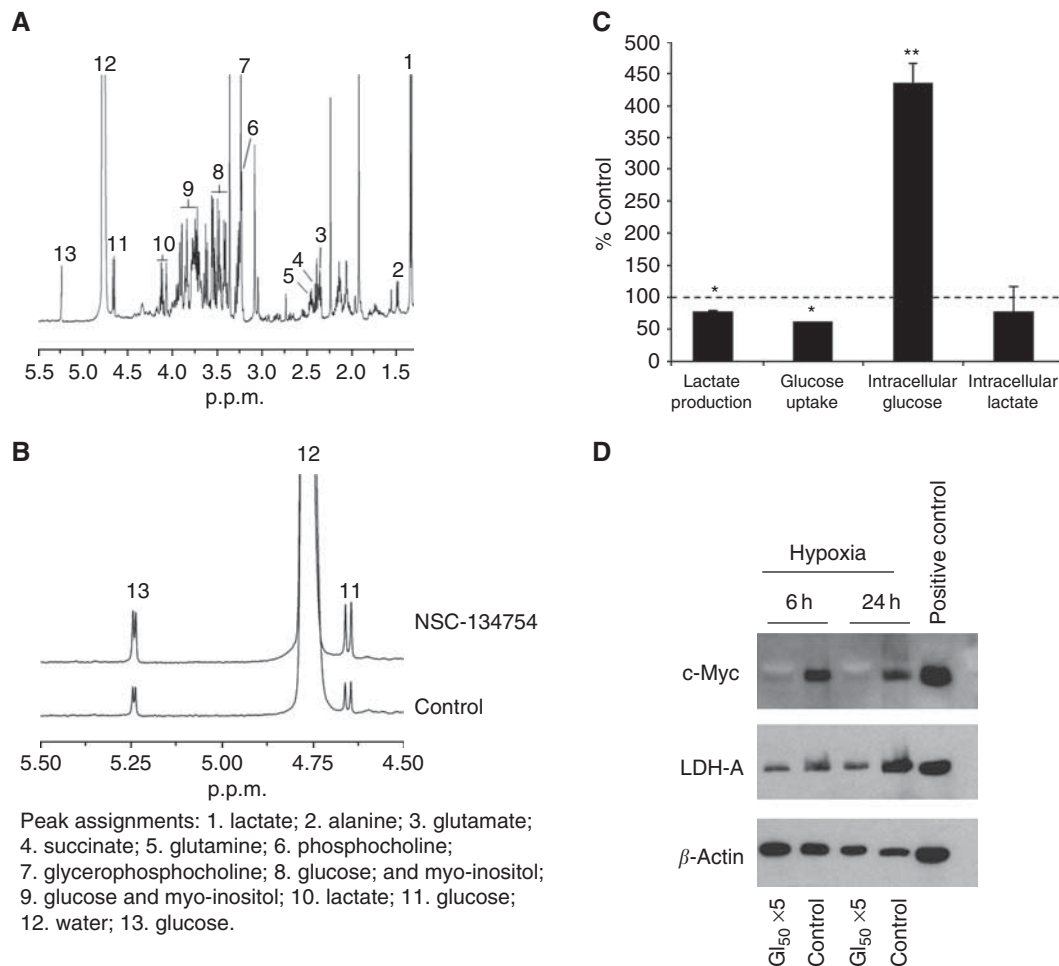 A
12
7
1
6
8
9
3
13
11
10
4
5
2
5.5 5.0 4.5 4.0 3.5 3.0 2.5 2.0 1.5
p.p.m.
B
12
13
11
NSC-134754
Control
5.50 5.25 5.00 4.75 4.50
p.p.m.
Peak assignments: 1. lactate; 2. alanine; 3. glutamate;
4. succinate; 5. glutamine; 6. phosphocholine;
7. glycerophosphocholine; 8. glucose; and myo-inositol;
9. glucose and myo-inositol; 10. lactate; 11. glucose;
12. water; 13. glucose.
C
% Control
500
450
400
350
300
250
200
150
100
50
0
*
*
**
Lactate production
Glucose uptake
Intracellular glucose
Intracellular lactate
D
Hypoxia
6 h
24 h
Positive control
c-Myc
LDH-A
β-Actin
GI50 ×5
Control
GI50 ×5
Control